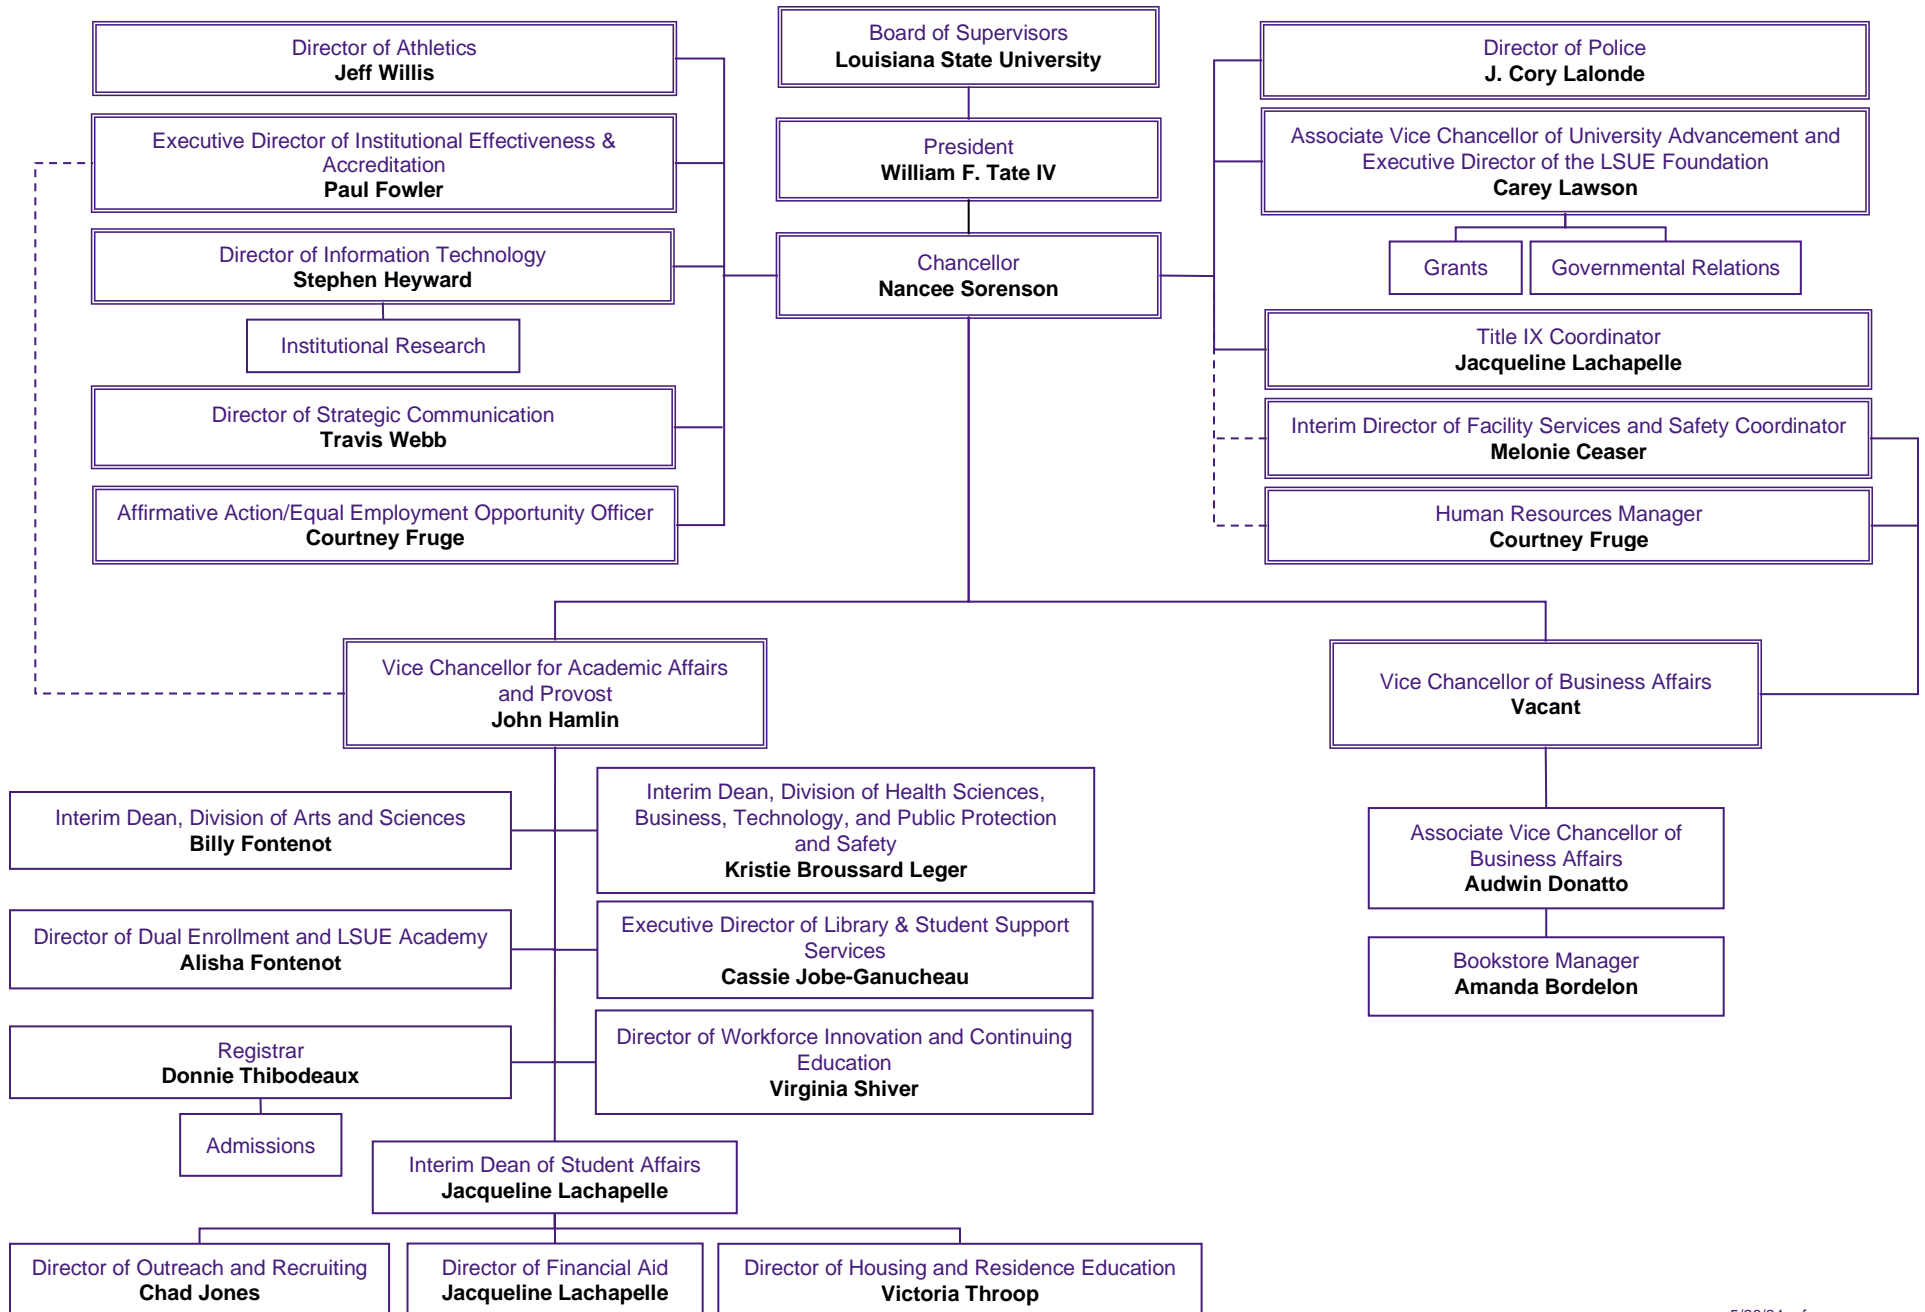 Board of Supervisors
Louisiana State University
President
William F. Tate IV
Chancellor
Nancee Sorenson
Director of Athletics
Jeff Willis
Executive Director of Institutional Effectiveness &
Accreditation
Paul Fowler
Director of Information Technology
Stephen Heyward
Institutional Research
Director of Strategic Communication
Travis Webb
Affirmative Action/Equal Employment Opportunity Officer
Courtney Fruge
Director of Police
J. Cory Lalonde
Associate Vice Chancellor of University Advancement and
Executive Director of the LSUE Foundation
Carey Lawson
Grants
Governmental Relations
Title IX Coordinator
Jacqueline Lachapelle
Interim Director of Facility Services and Safety Coordinator
Melonie Ceaser
Human Resources Manager
Courtney Fruge
Vice Chancellor for Academic Affairs
and Provost
John Hamlin
Vice Chancellor of Business Affairs
Vacant
Interim Dean, Division of Arts and Sciences
Billy Fontenot
Interim Dean, Division of Health Sciences,
Business, Technology, and Public Protection
and Safety
Kristie Broussard Leger
Director of Dual Enrollment and LSUE Academy
Alisha Fontenot
Executive Director of Library & Student Support
Services
Cassie Jobe-Ganucheau
Registrar
Donnie Thibodeaux
Admissions
Director of Workforce Innovation and Continuing
Education
Virginia Shiver
Associate Vice Chancellor of
Business Affairs
Audwin Donatto
Bookstore Manager
Amanda Bordelon
Interim Dean of Student Affairs
Jacqueline Lachapelle
Director of Outreach and Recruiting
Chad Jones
Director of Financial Aid
Jacqueline Lachapelle
Director of Housing and Residence Education
Victoria Throop